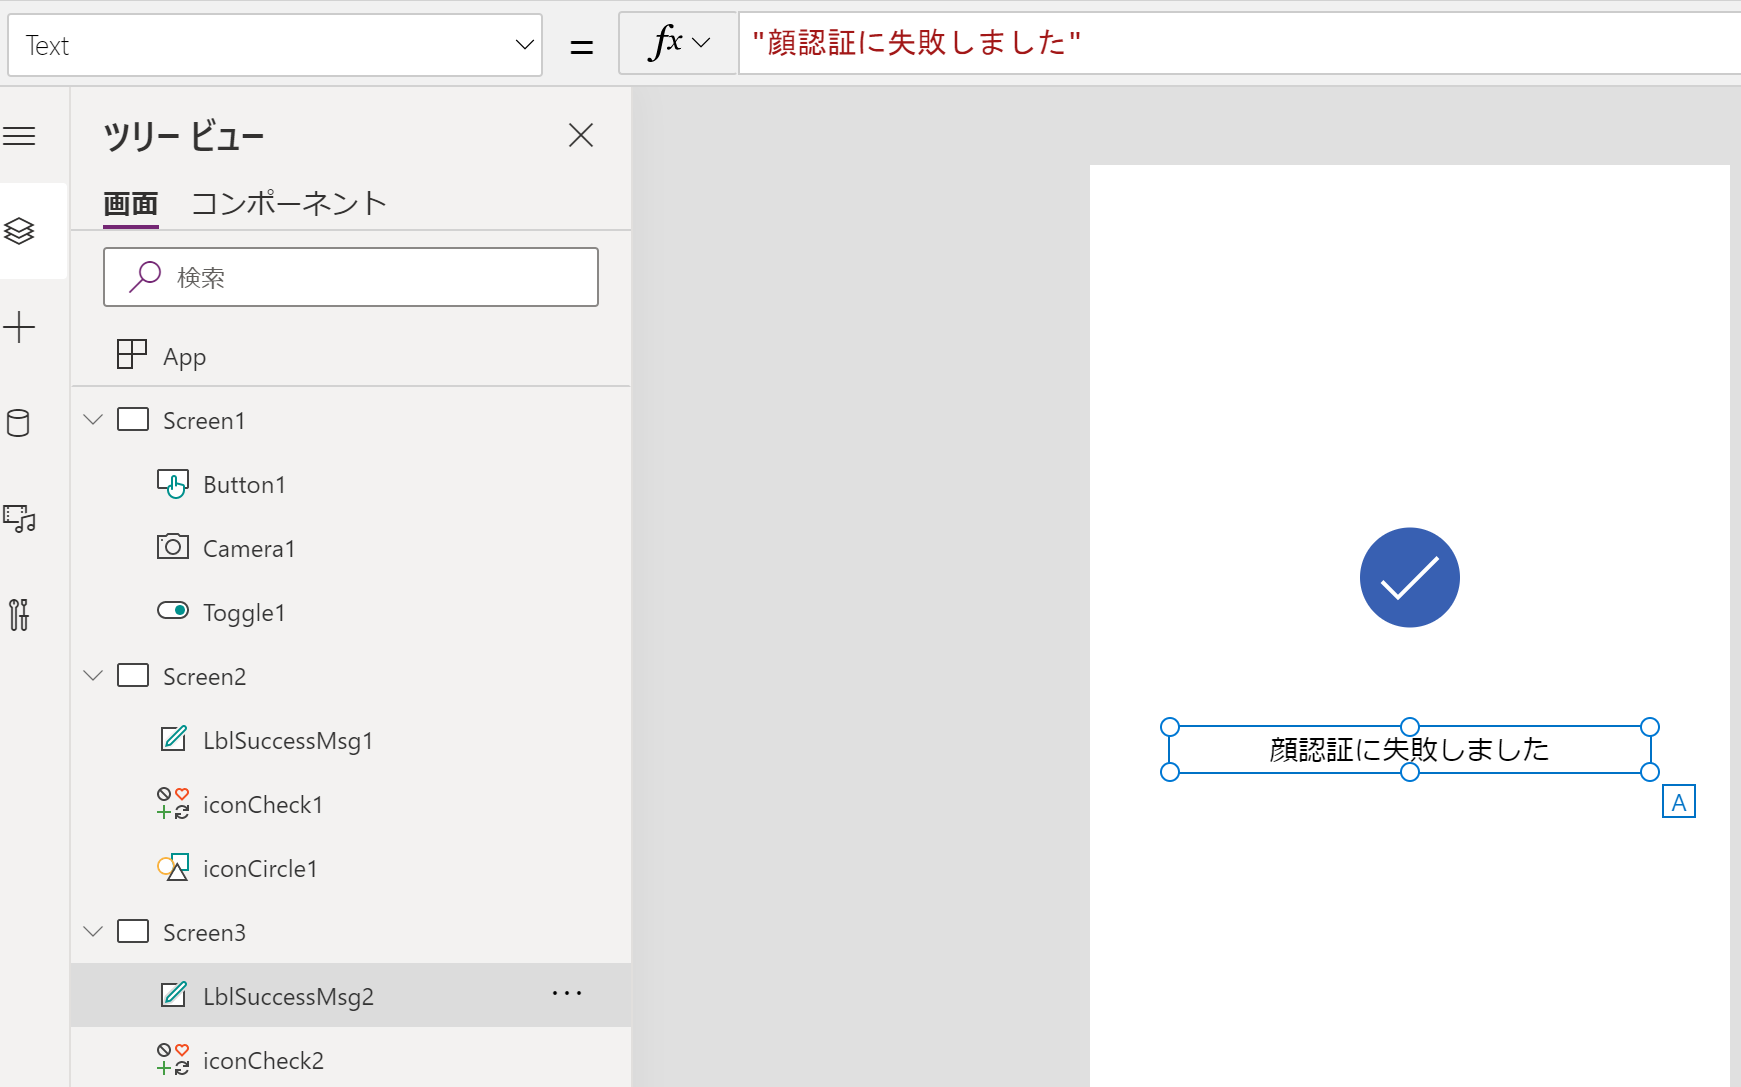 Text
=
fx
"顔認証に失敗しました"
ツリー ビュー
画面 コンポーネント
検索
App
Screen1
Button1
Camera1
Toggle1
Screen2
LblSuccessMsg1
iconCheck1
iconCircle1
Screen3
LblSuccessMsg2 ...
iconCheck2
顔認証に失敗しました
A